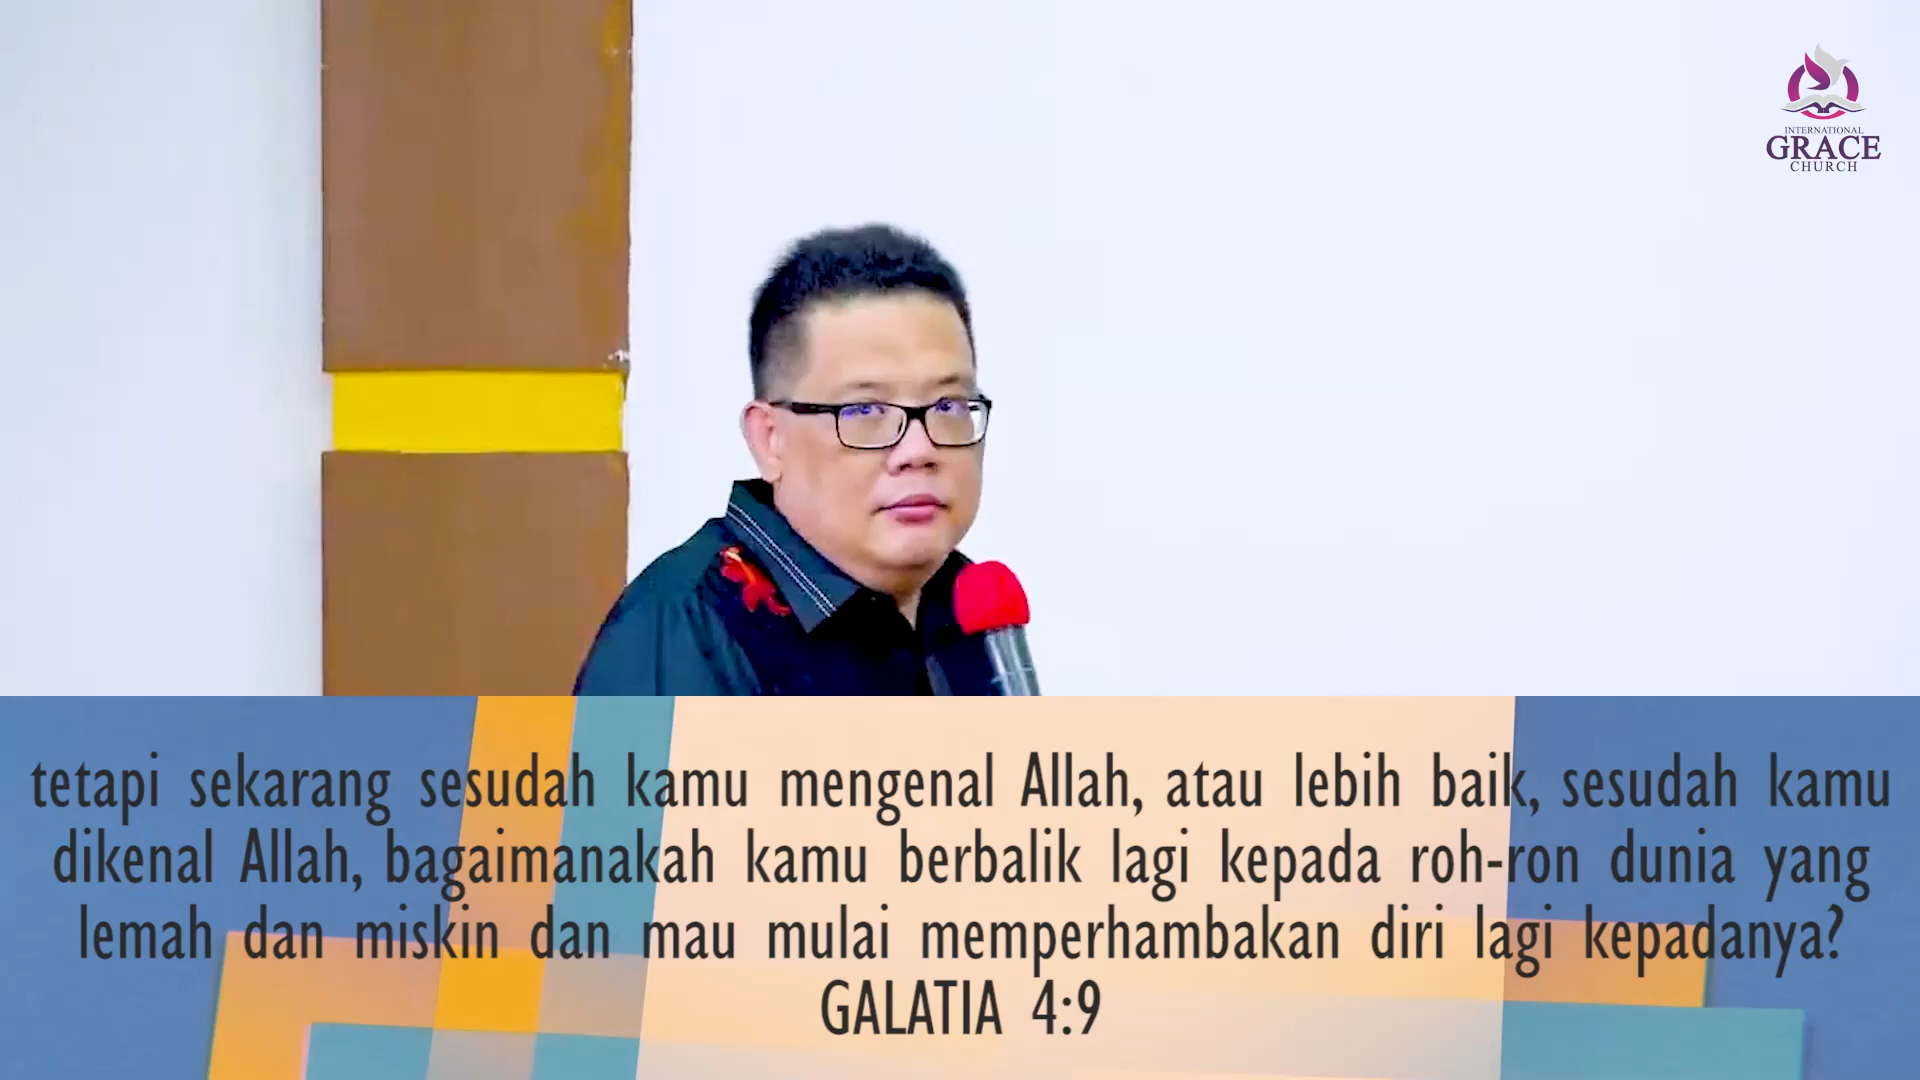 INTERNATIONAL
GRACE
CHURCH
tetapi sekarang sesudah kamu mengenal Allah, atau lebih baik, sesudah kamu
dikenal Allah, bagaimanakah kamu berbalik lagi kepada roh-ron dunia yang
lemah dan miskin dan mau mulai memperhambakan diri lagi kepadanya?
GALATIA 4:9